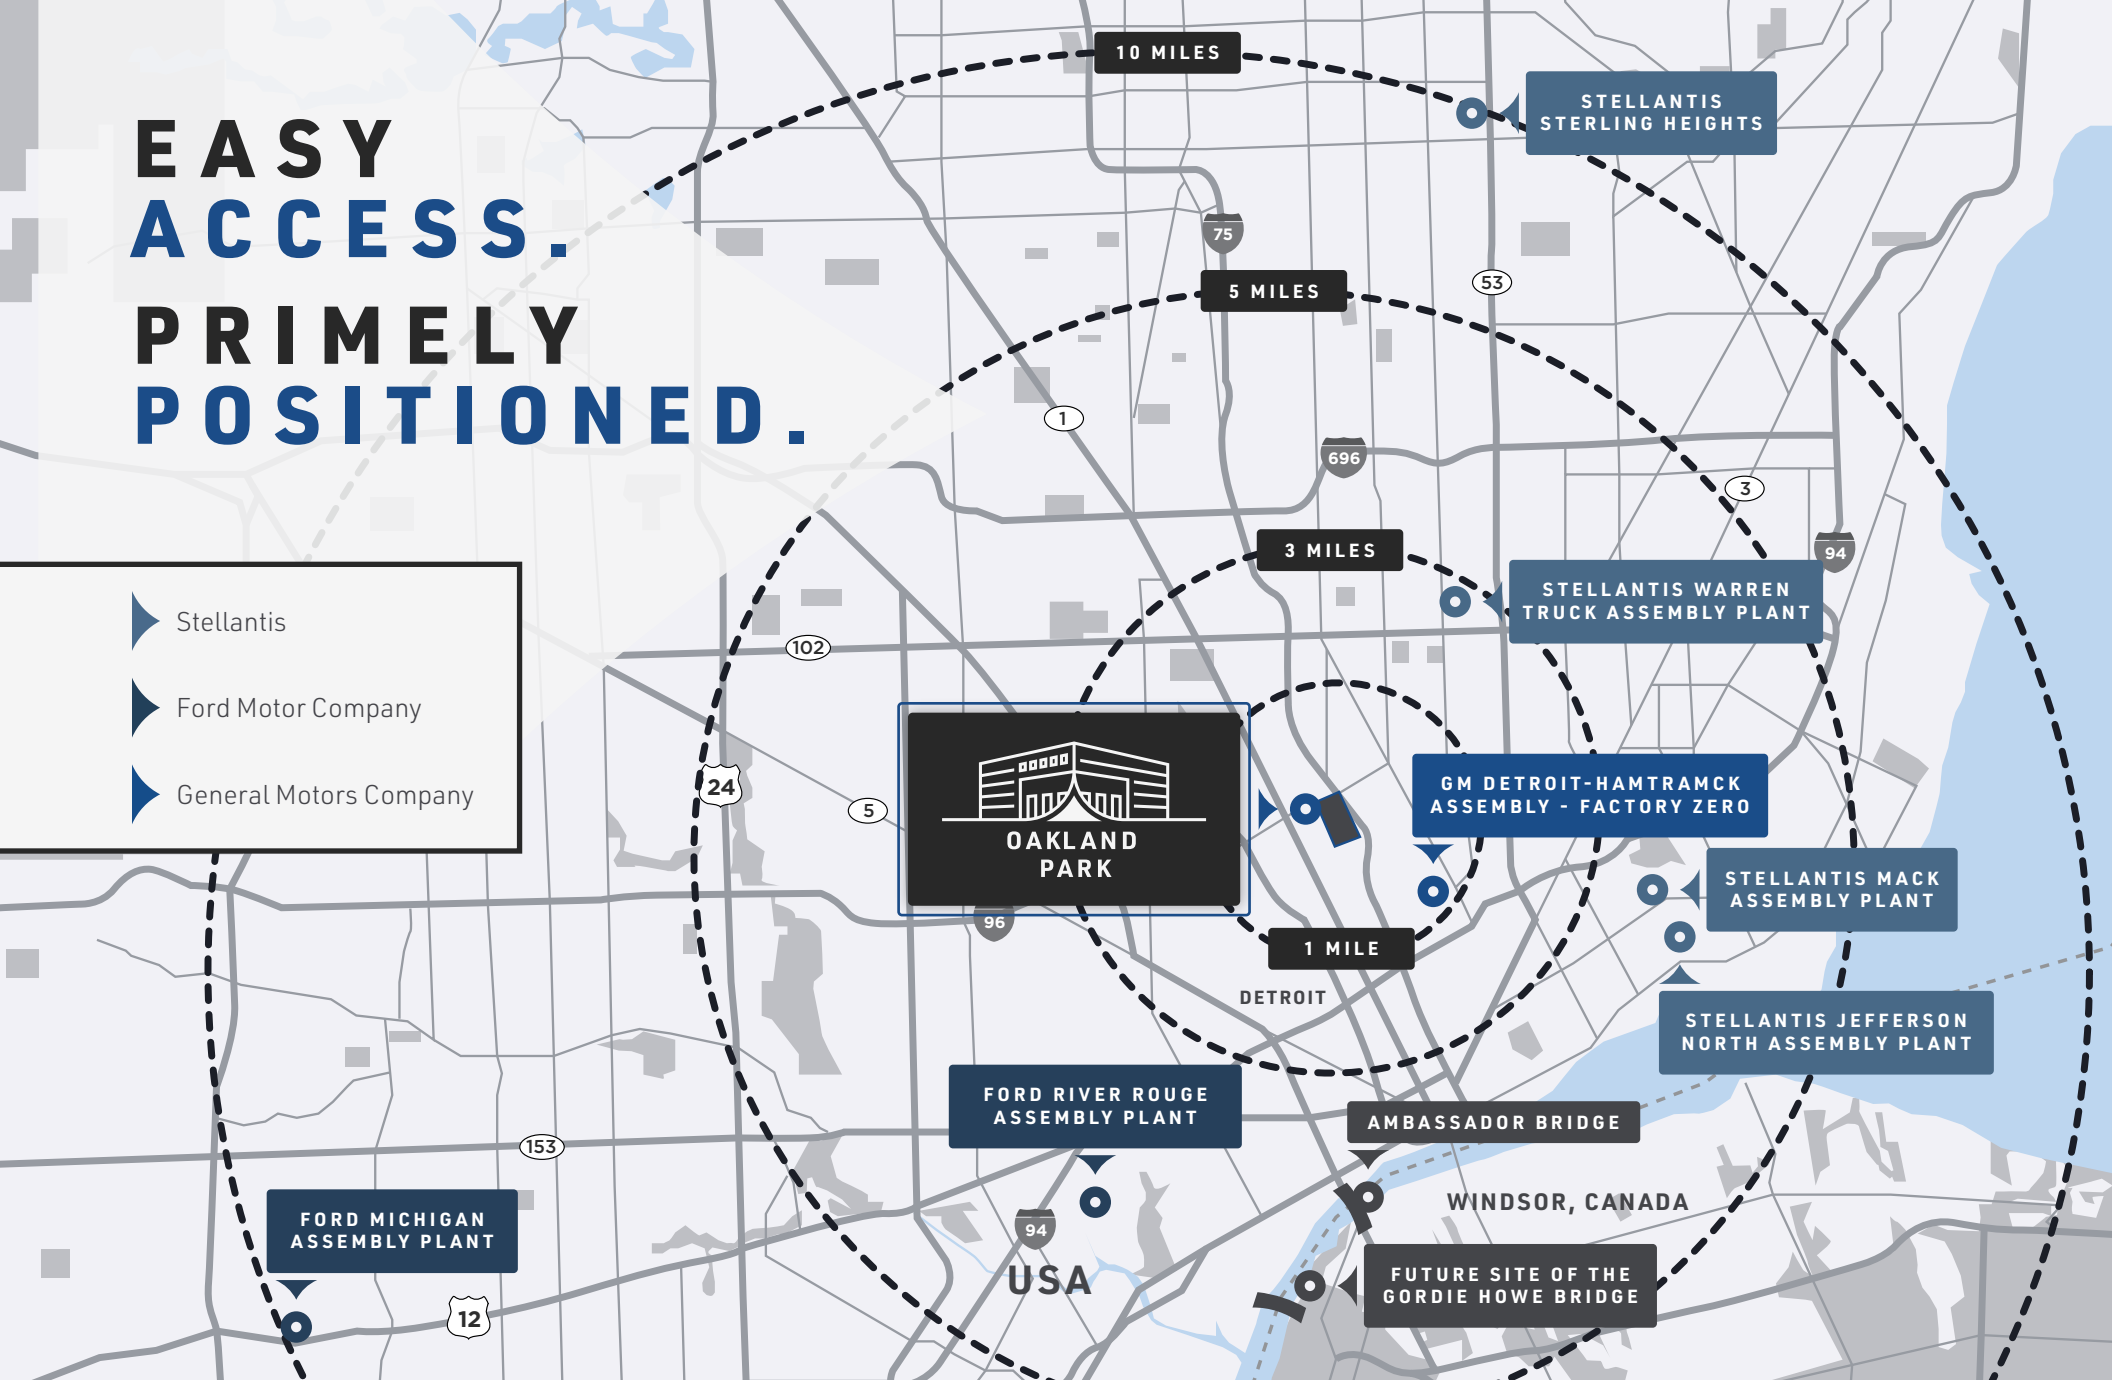 EASY
ACCESS.
PRIMELY
POSITIONED.
Stellantis
Ford Motor Company
General Motors Company
10 MILES
STELLANTIS
STERLING HEIGHTS
75
53
5 MILES
1
696
3
3 MILES
94
STELLANTIS WARREN
TRUCK ASSEMBLY PLANT
102
24
5
OAKLAND
PARK
GM DETROIT-HAMTRAMCK
ASSEMBLY - FACTORY ZERO
STELLANTIS MACK
ASSEMBLY PLANT
96
1 MILE
DETROIT
STELLANTIS JEFFERSON
NORTH ASSEMBLY PLANT
FORD RIVER ROUGE
ASSEMBLY PLANT
AMBASSADOR BRIDGE
153
WINDSOR, CANADA
FORD MICHIGAN
ASSEMBLY PLANT
94
USA
FUTURE SITE OF THE
GORDIE HOWE BRIDGE
12